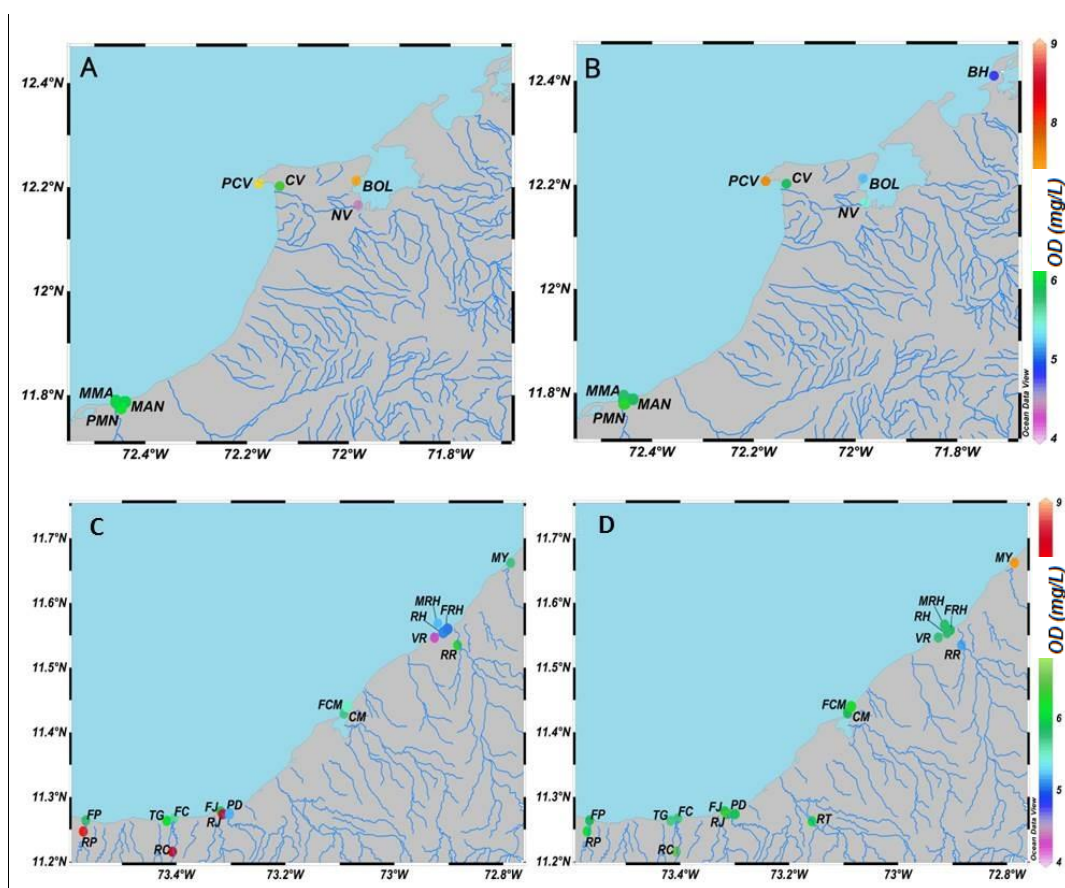 A
12.4°N
12.2°N
12°N
11.8°N
PCV
CV
BOL
NV
MMA
MAN
PMN
72.4°W
72.2°W
72°W
71.8°W
B
12.4°N
12.2°N
12°N
11.8°N
BH
PCV
CV
BOL
NV
MMA
MAN
PMN
72.4°W
72.2°W
72°W
71.8°W
9
8
OD (mg/L)
6
5
4
Ocean Data View
C
11.7°N
11.6°N
11.5°N
11.4°N
11.3°N
11.2°N
MY
MRH
RH
FRH
VR
RR
FCM
CM
FP
TG
FC
FJ
PD
RP
RJ
RC
73.4°W
73.2°W
73°W
72.8°W
D
11.7°N
11.6°N
11.5°N
11.4°N
11.3°N
11.2°N
MY
MRH
RH
FRH
VR
RR
FCM
CM
FP
TG
FC
FJ
PD
RJ
RT
RP
RC
73.4°W
73.2°W
73°W
72.8°W
9
OD (mg/L)
6
5
4
Ocean Data View